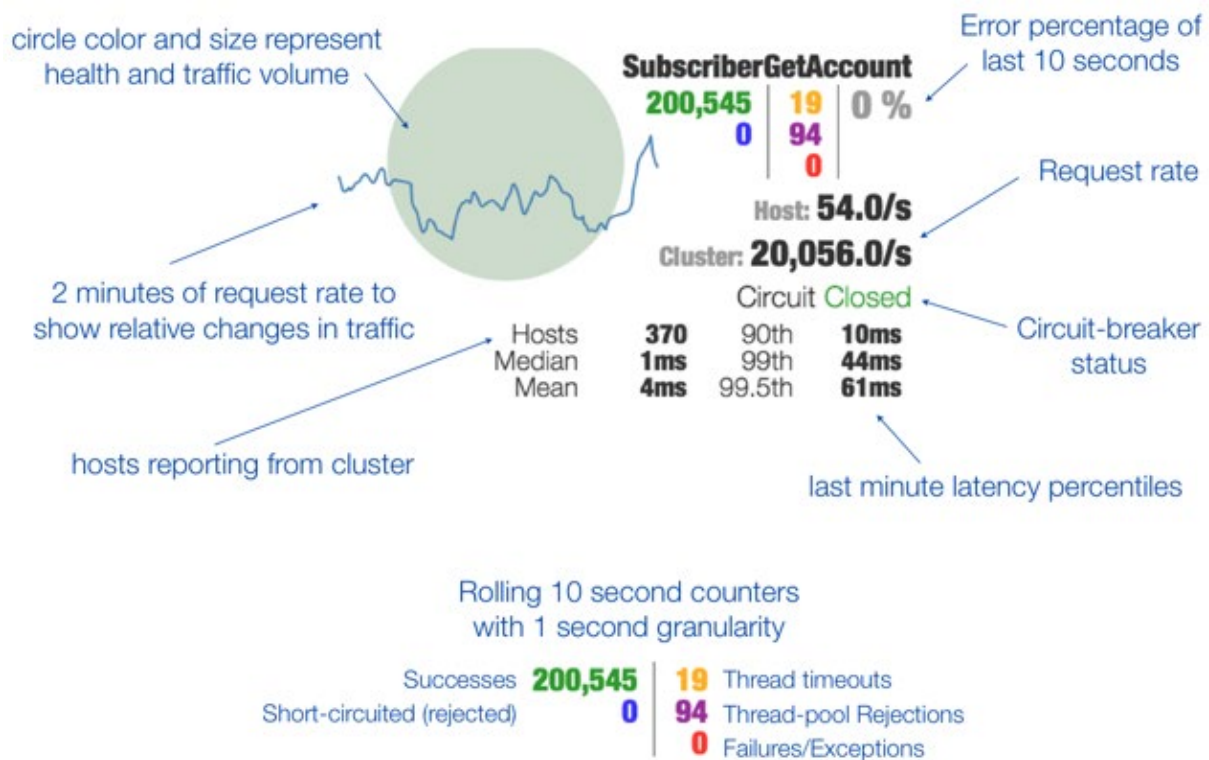 circle color and size represent
health and traffic volume
Error percentage of
last 10 seconds
SubscriberGetAccount
200,545 19 0 %
0 94
0
Request rate
Host: 54.0/s
Cluster: 20,056.0/s
2 minutes of request rate to
show relative changes in traffic
Circuit Closed
Circuit-breaker
status
Hosts 370 90th 10ms
Median 1ms 99th 44ms
Mean 4ms 99.5th 61ms
hosts reporting from cluster
last minute latency percentiles
Rolling 10 second counters
with 1 second granularity
Successes 200,545 19 Thread timeouts
Short-circuited (rejected) 0 94 Thread-pool Rejections
0 Failures/Exceptions